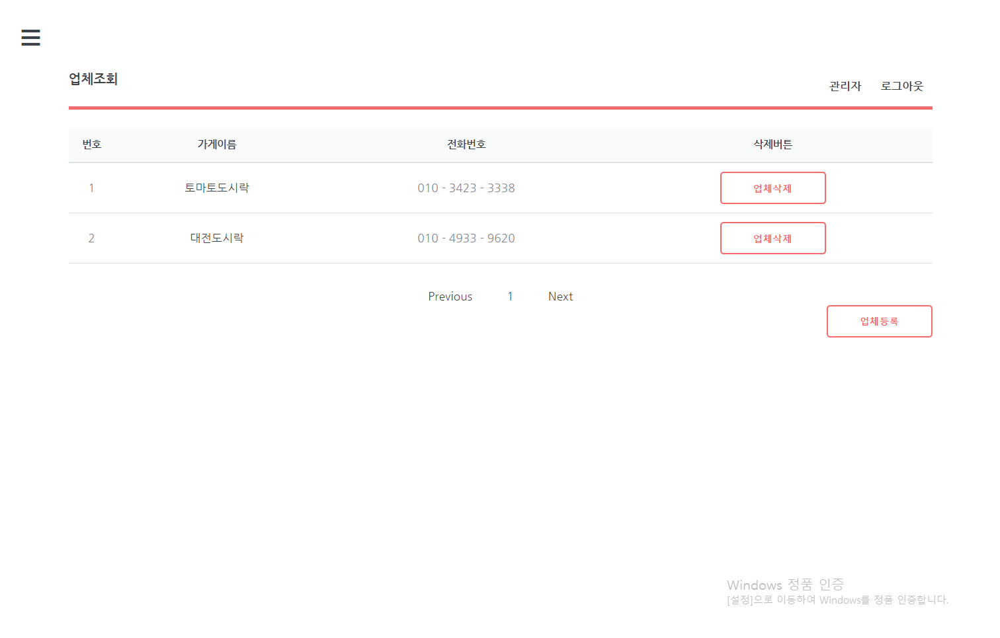 업체조회
관리자 로그아웃
번호 가게이름 전화번호 삭제버튼
1 토마토도시락 010 - 3423 - 3338 업체삭제
2 대전도시락 010 - 4933 - 9620 업체삭제
Previous 1 Next
업체등록
Windows 정품 인증
[설정]으로 이동하여 Windows를 정품 인증합니다.